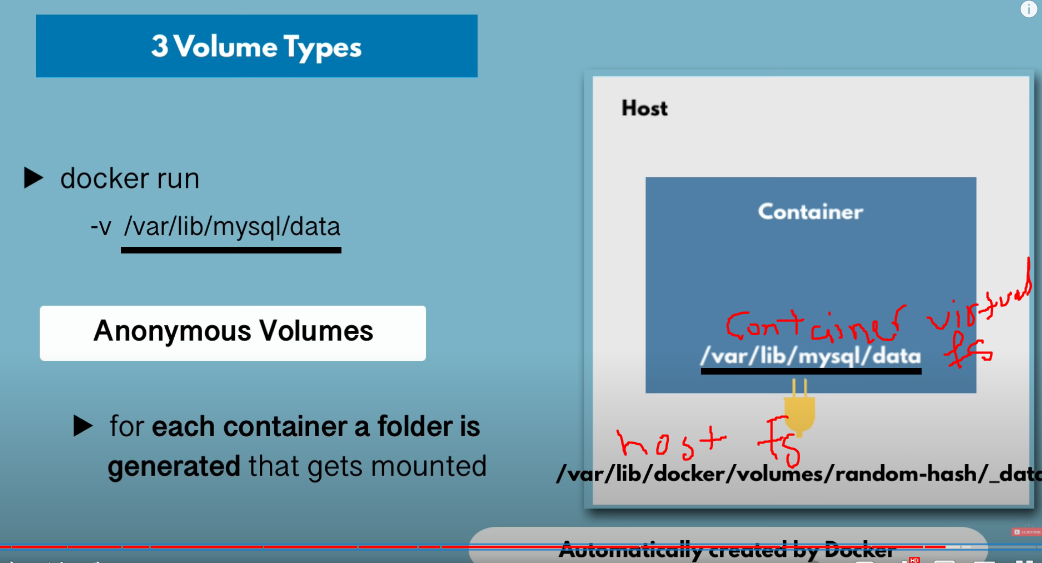 3 Volume Types
Host
▶ docker run
-v /var/lib/mysql/data
Container
Anonymous Volumes
Container virtual
fs
/var/lib/mysql/data
▶ for each container a folder is
generated that gets mounted
host fs
/var/lib/docker/volumes/random-hash/_data
Automatically created by Docker
HD